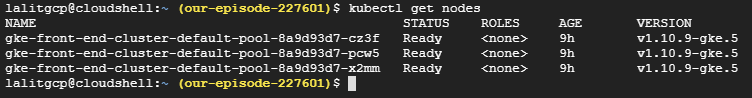 lalitgcp@cloudshell:~ (our-episode-227601)$ kubectl get nodes
NAME STATUS ROLES AGE VERSION
gke-front-end-cluster-default-pool-8a9d93d7-cz3f Ready <none> 9h v1.10.9-gke.5
gke-front-end-cluster-default-pool-8a9d93d7-pcw5 Ready <none> 9h v1.10.9-gke.5
gke-front-end-cluster-default-pool-8a9d93d7-x2mm Ready <none> 9h v1.10.9-gke.5
lalitgcp@cloudshell:~ (our-episode-227601)$